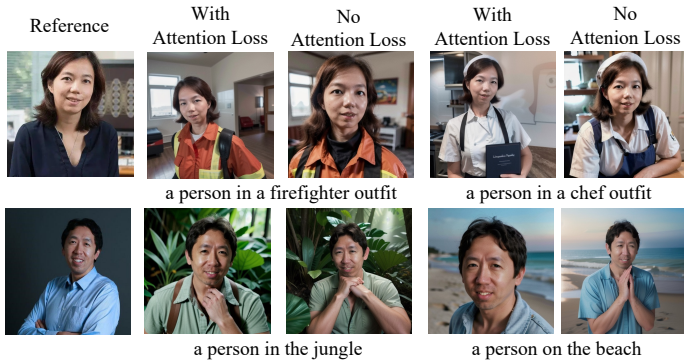 Reference
With
Attention Loss
No
Attention Loss
With
Attention Loss
No
Attention Loss
a person in a firefighter outfit
a person in a chef outfit
a person in the jungle
a person on the beach